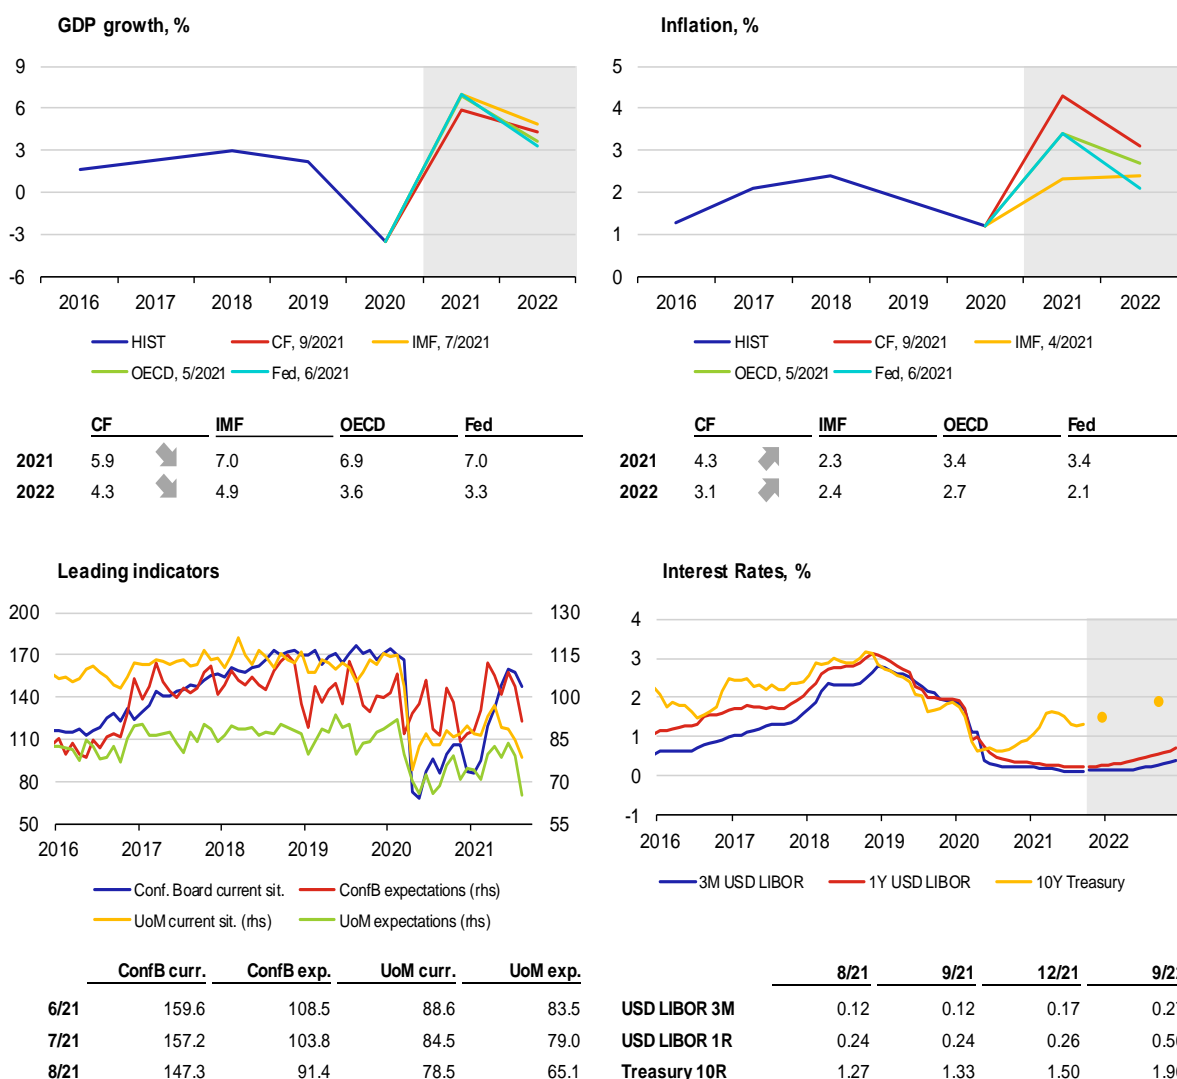 GDP growth, %
9
6
3
0
-3
-6
2016 2017 2018 2019 2020 2021 2022
HIST CF, 9/2021 IMF, 7/2021
OECD, 5/2021 Fed, 6/2021
CF IMF OECD Fed
2021 5.9 7.0 6.9 7.0
2022 4.3 4.9 3.6 3.3
Inflation, %
5
4
3
2
1
0
2016 2017 2018 2019 2020 2021 2022
HIST CF, 9/2021 IMF, 4/2021
OECD, 5/2021 Fed, 6/2021
CF IMF OECD Fed
2021 4.3 2.3 3.4 3.4
2022 3.1 2.4 2.7 2.1
Leading indicators
200 130
170 115
140 100
110 85
80 70
50 55
2016 2017 2018 2019 2020 2021
Conf. Board current sit. ConfB expectations (rhs)
UoM current sit. (rhs) UoM expectations (rhs)
ConfB curr. ConfB exp. UoM curr. UoM exp.
6/21 159.6 108.5 88.6 83.5
7/21 157.2 103.8 84.5 79.0
8/21 147.3 91.4 78.5 65.1
Interest Rates, %
4
3
2
1
0
-1
2016 2017 2018 2019 2020 2021 2022
3M USD LIBOR 1Y USD LIBOR 10Y Treasury
8/21 9/21 12/21
USD LIBOR 3M 0.12 0.12 0.17
USD LIBOR 1R 0.24 0.24 0.26
Treasury 10R 1.27 1.33 1.50